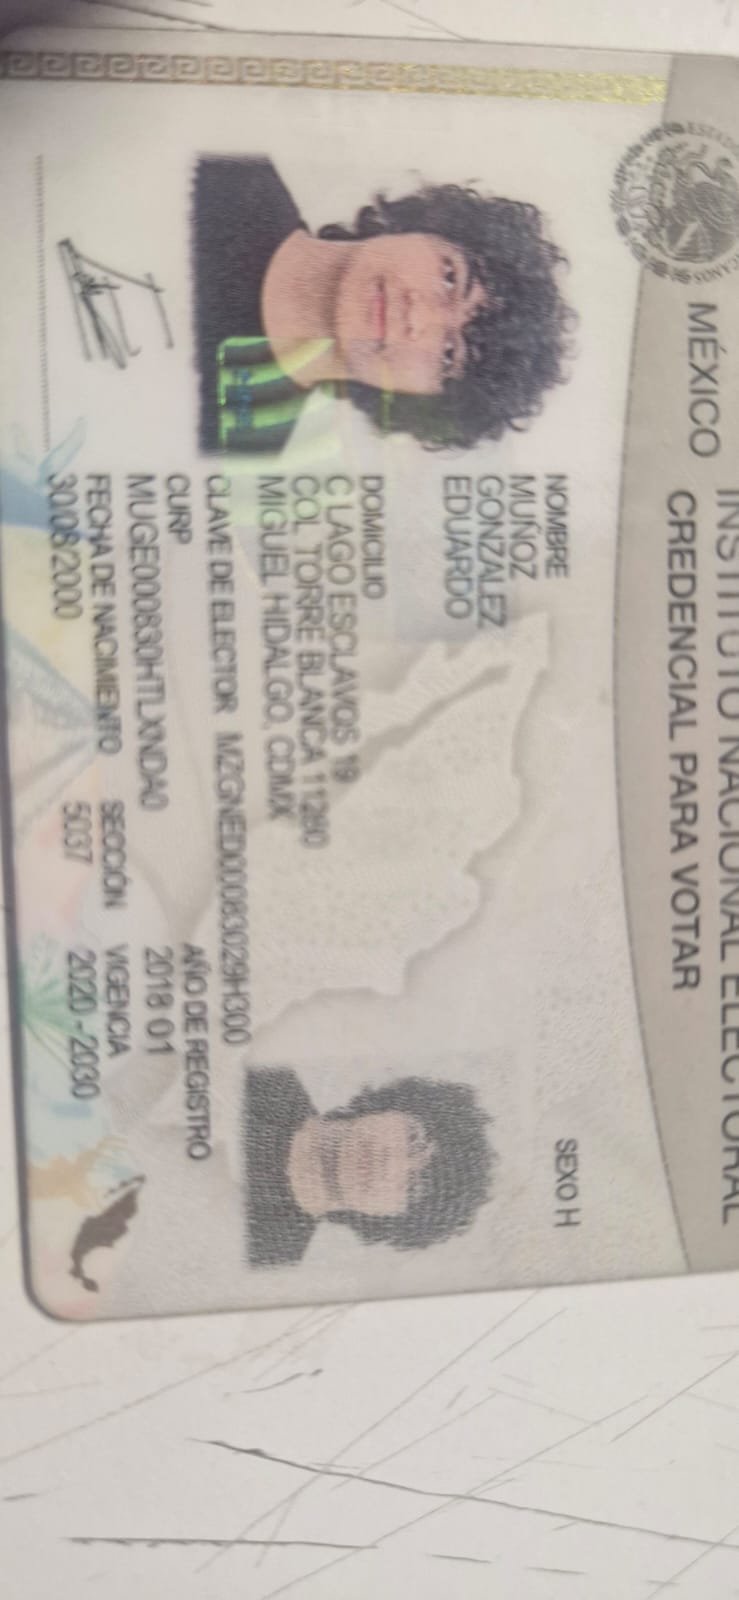 MÉXICO
INSTITUTO NACIONAL ELECTORAL
CREDENCIAL PARA VOTAR
SEXO H
NOMBRE
MUÑOZ
GONZALEZ
EDUARDO
DOMICILIO
C LAGO ESCLAVOS 19
COL TORRE BLANCA 11280
MIGUEL HIDALGO, CDMX
CLAVE DE ELECTOR MZGNED00083029H300
CURP
MUGE000830HTLXNDA0
AÑO DE REGISTRO
2018 01
FECHA DE NACIMIENTO
30/08/2000
SECCIÓN
5037
VIGENCIA
2020 - 2030